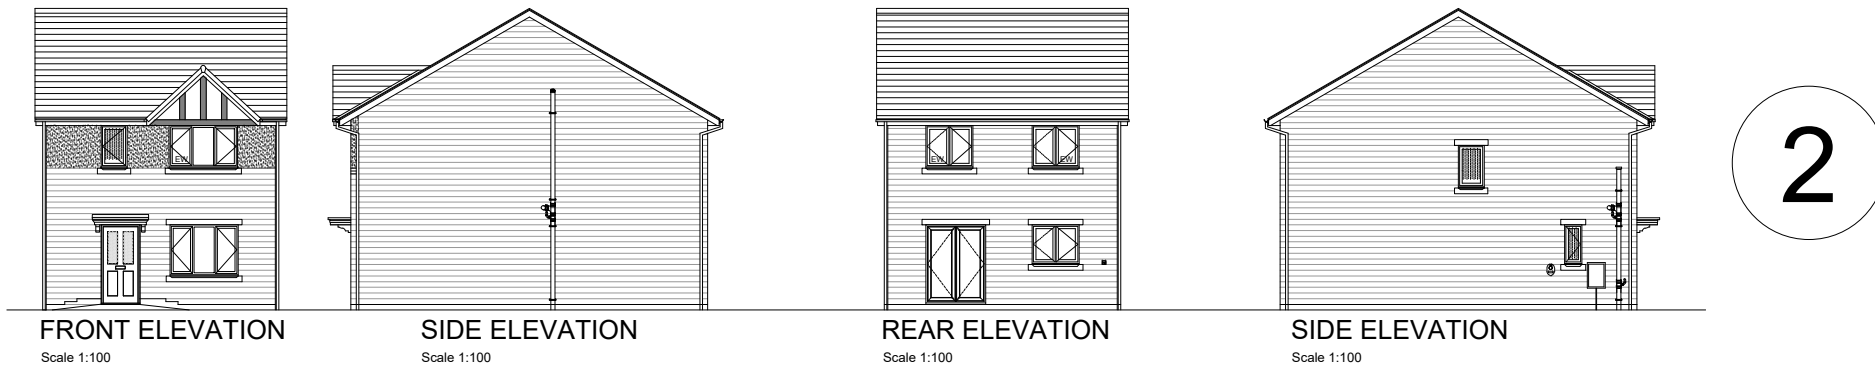 EW
EW
EW
2
FRONT ELEVATION
Scale 1:100
SIDE ELEVATION
Scale 1:100
REAR ELEVATION
Scale 1:100
SIDE ELEVATION
Scale 1:100